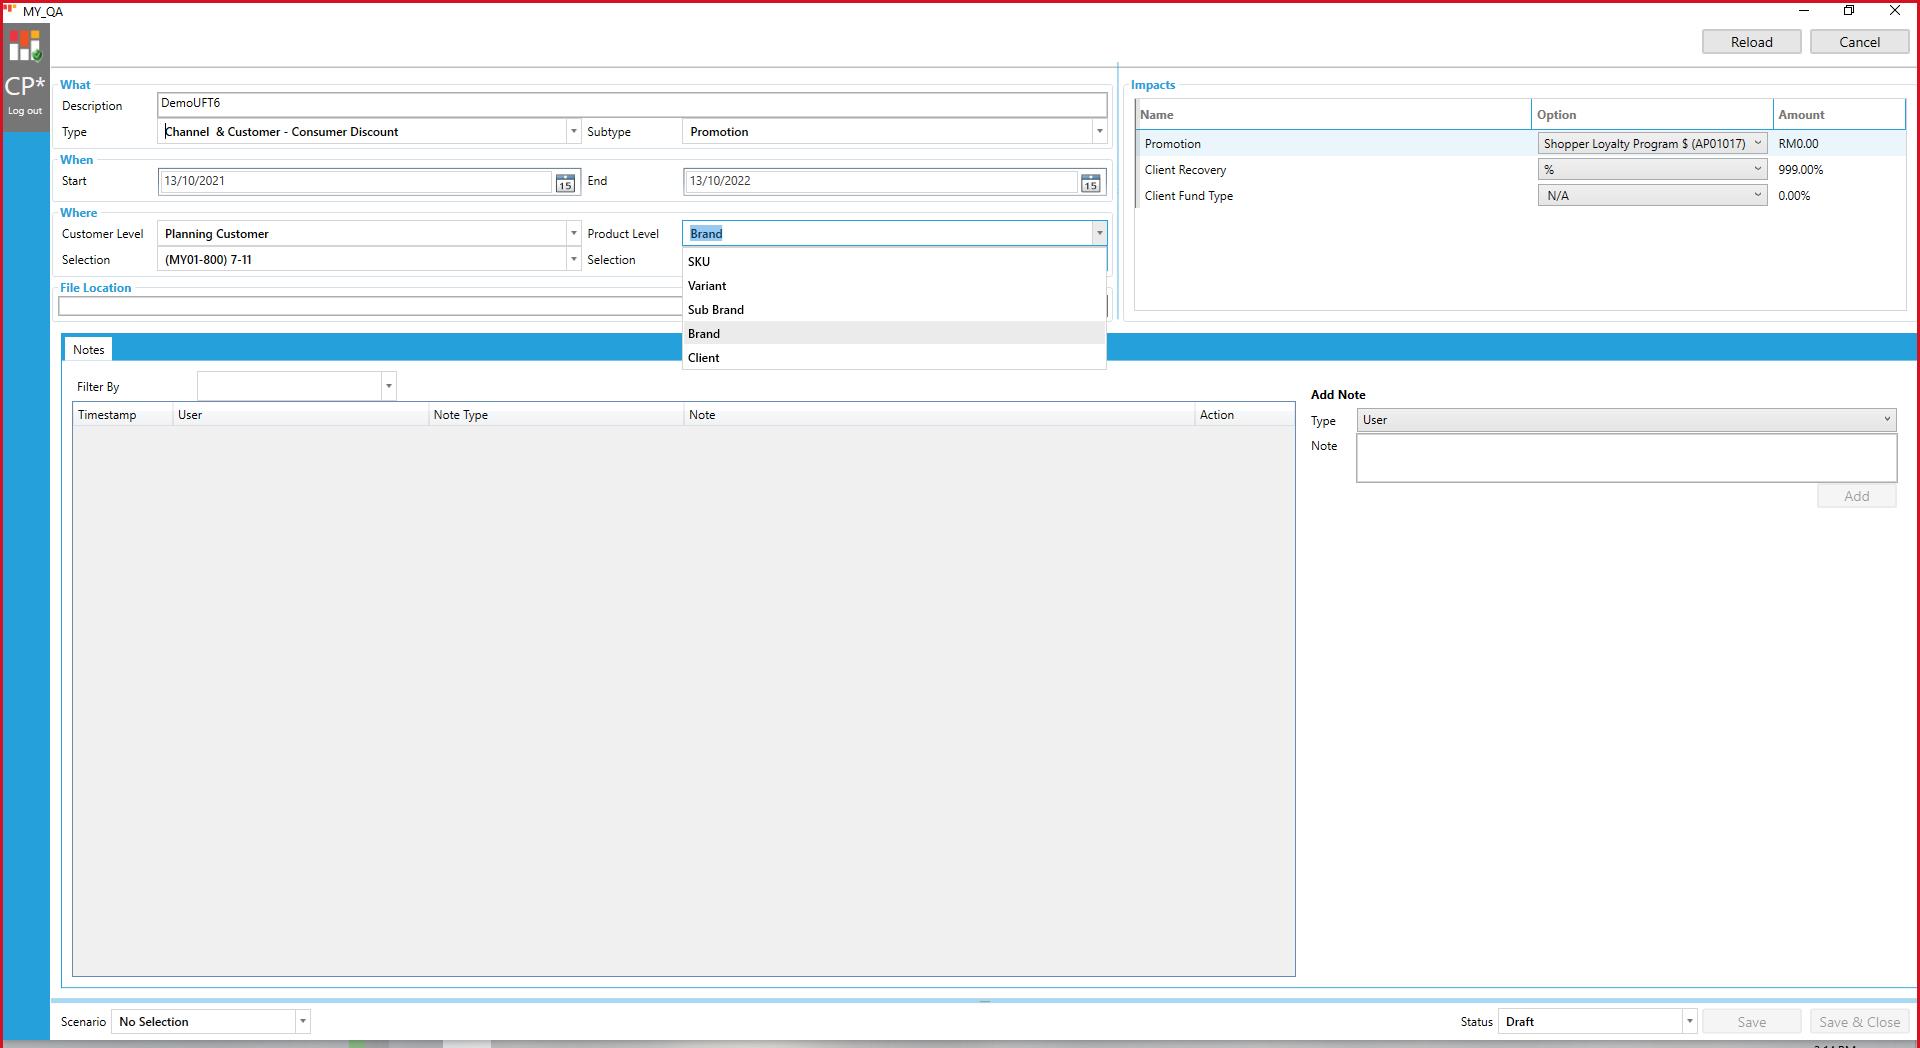 MY_QA
Reload Cancel
CP*
Log out
What
Description DemoUFT6
Type Channel & Customer - Consumer Discount Subtype Promotion
When
Start 13/10/2021 15 End 13/10/2022 15
Where
Customer Level Planning Customer Product Level Brand
Selection (MY01-800) 7-11 Selection
SKU
Variant
Sub Brand
Brand
Client
File Location
Impacts
Name Option Amount
Promotion Shopper Loyalty Program $ (AP01017) RM0.00
Client Recovery % 999.00%
Client Fund Type N/A 0.00%
Notes
Filter By
Timestamp User Note Type Note Action
Add Note
Type User
Note
Add
Scenario No Selection Status Draft Save Save & Close